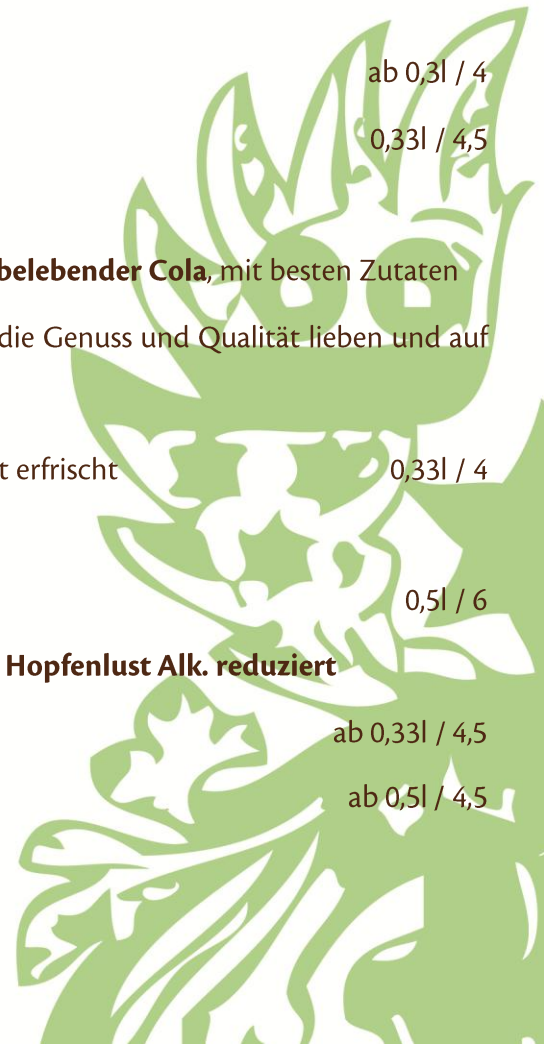 ab 0,3l / 4
0,33l / 4,5
belebender Cola, mit besten Zutaten
die Genuss und Qualität lieben und auf
t erfrischt 0,33l / 4
0,5l / 6
Hopfenlust Alk. reduziert
ab 0,33l / 4,5
ab 0,5l / 4,5